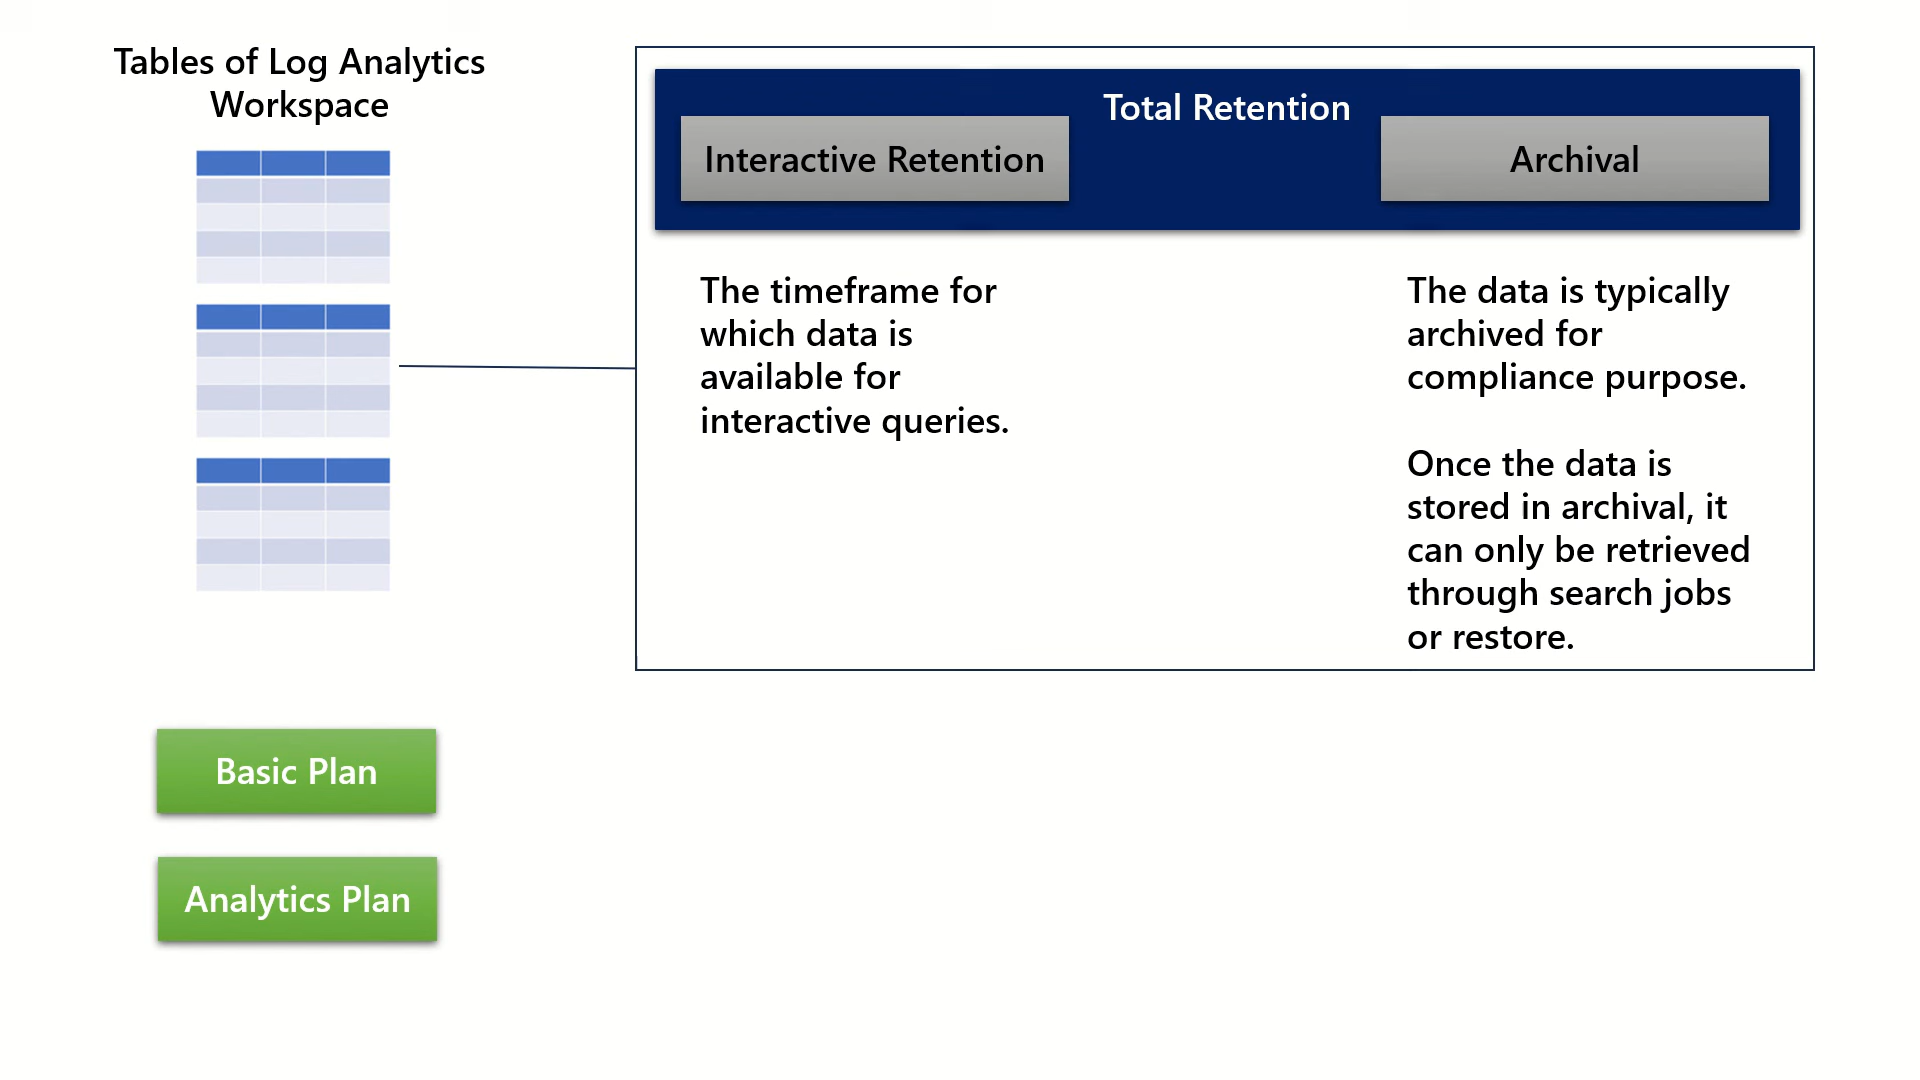 Tables of Log Analytics
Workspace
Total Retention
Interactive Retention
Archival
The timeframe for
which data is
available for
interactive queries.
The data is typically
archived for
compliance purpose.
Once the data is
stored in archival, it
can only be retrieved
through search jobs
or restore.
Basic Plan
Analytics Plan